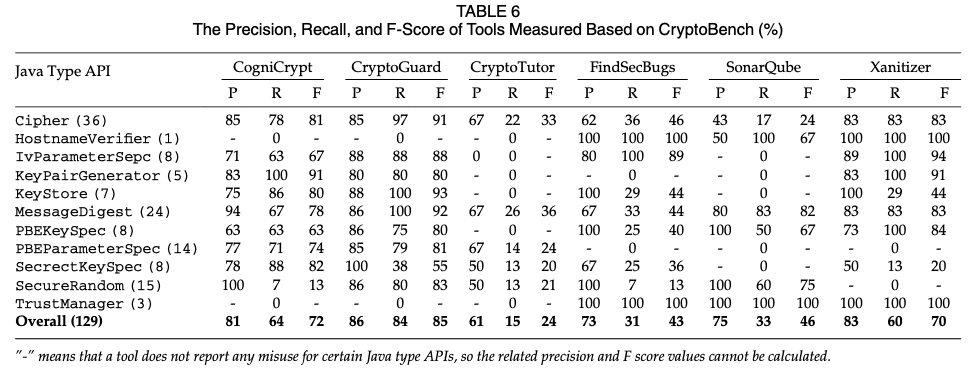 TABLE 6
The Precision, Recall, and F-Score of Tools Measured Based on CryptoBench (%)
Java Type API CogniCrypt CryptoGuard CryptoTutor FindSecBugs SonarQube Xanitizer
P R F P R F P R F P R F P R F P R F
Cipher (36) 85 78 81 85 97 91 67 22 33 62 36 46 43 17 24 83 83 83
HostnameVerifier (1) - 0 - - 0 - - 0 - 100 100 100 50 100 67 100 100 100
IvParameterSepc (8) 71 63 67 88 88 88 0 0 - 80 100 89 - 0 - 89 100 94
KeyPairGenerator (5) 83 100 91 80 80 80 - 0 - - 0 - - 0 - 83 100 91
KeyStore (7) 75 86 80 88 100 93 - 0 - 100 29 44 - 0 - 100 29 44
MessageDigest (24) 94 67 78 86 100 92 67 26 36 67 33 44 80 83 82 83 83 83
PBEKeySpec (8) 63 63 63 86 75 80 - 0 - 100 25 40 100 50 67 73 100 84
PBEParameterSpec (14) 77 71 74 85 79 81 67 14 24 - 0 - - 0 - - 0 -
SecrectKeySpec (8) 78 88 82 100 38 55 50 13 20 67 25 36 - 0 - 50 13 20
SecureRandom (15) 100 7 13 86 80 83 50 13 21 100 7 13 100 60 75 - 0 -
TrustManager (3) - 0 - - 0 - - 0 - 100 100 100 100 100 100 100 100 100
Overall (129) 81 64 72 86 84 85 61 15 24 73 31 43 75 33 46 83 60 70
"-" means that a tool does not report any misuse for certain Java type APIs, so the related precision and F score values cannot be calculated.